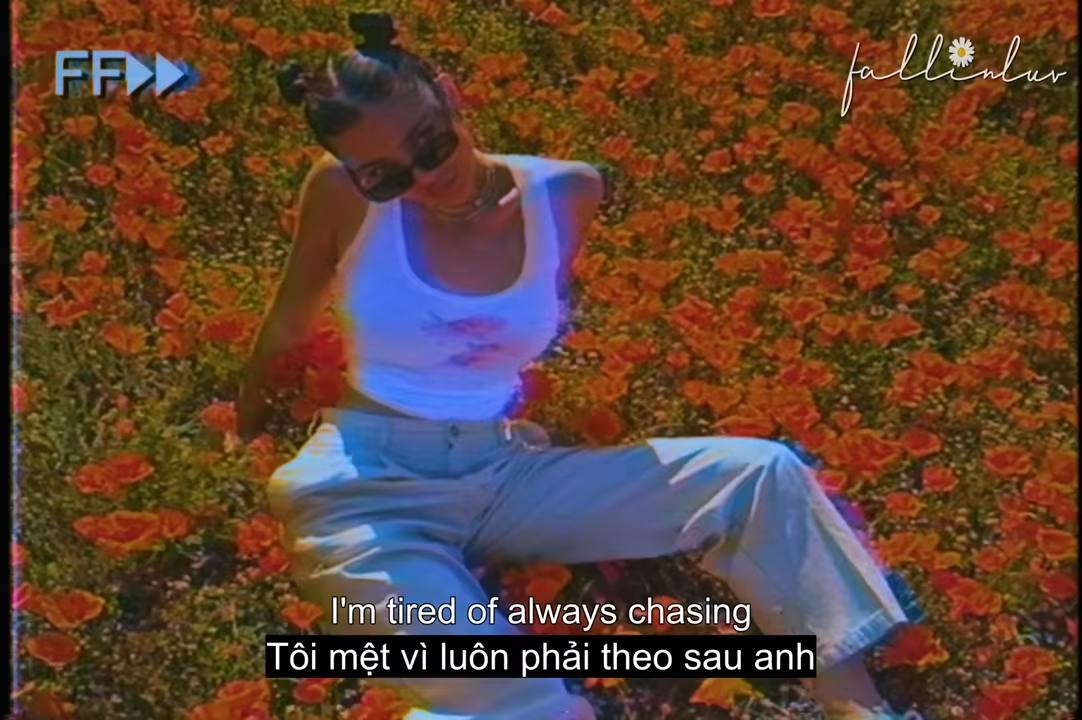 FF
fallinluv
I'm tired of always chasing
Tôi mệt vì luôn phải theo sau anh